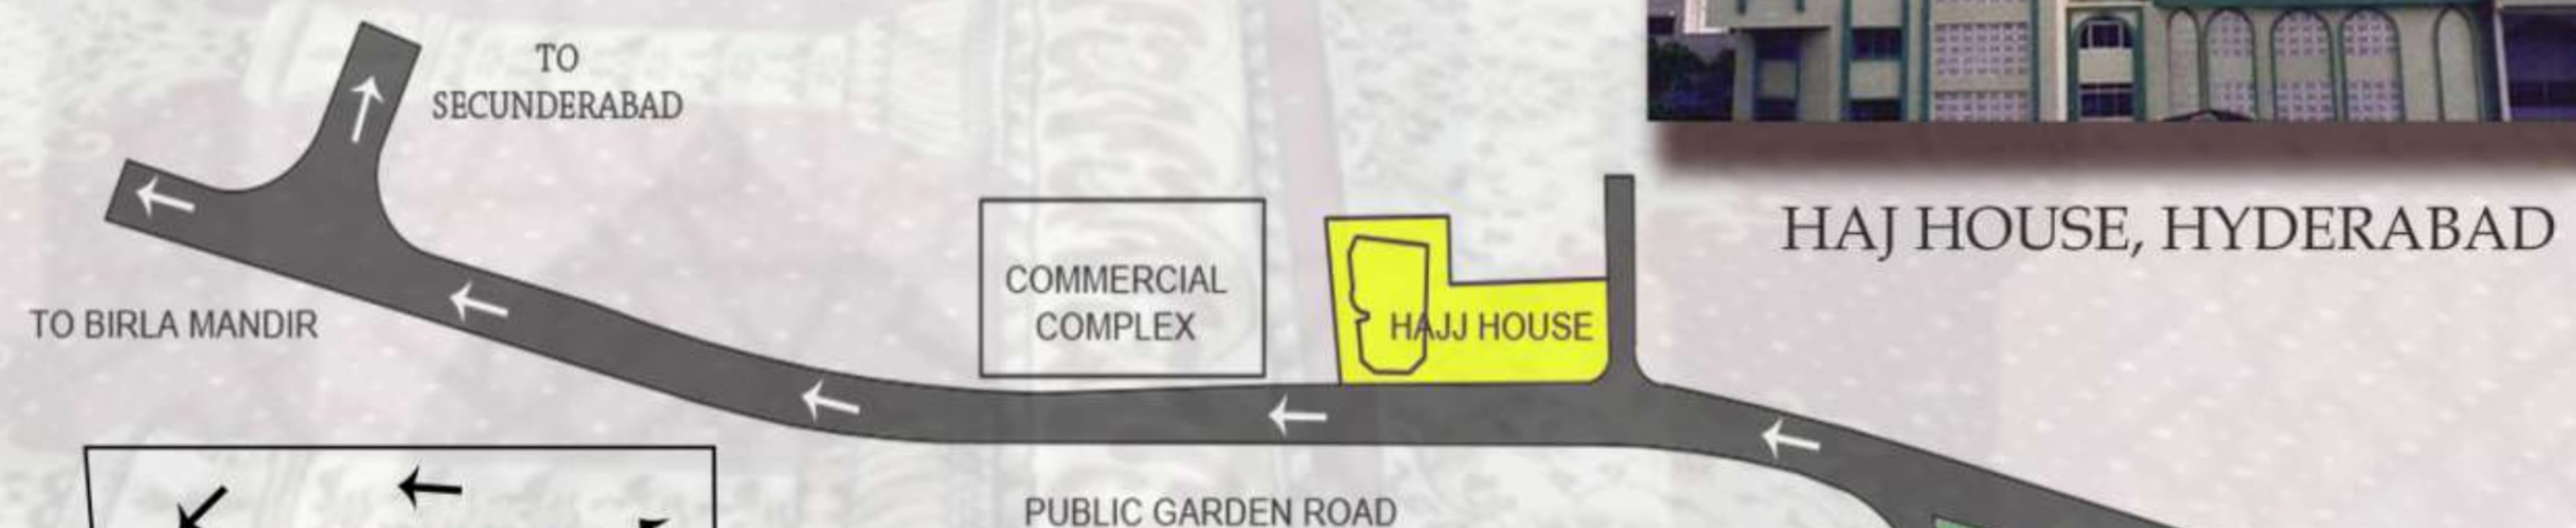 TO
SECUNDERABAD
HAJ HOUSE, HYDERABAD
COMMERCIAL
COMPLEX
HAJJ HOUSE
TO BIRLA MANDIR
PUBLIC GARDEN ROAD